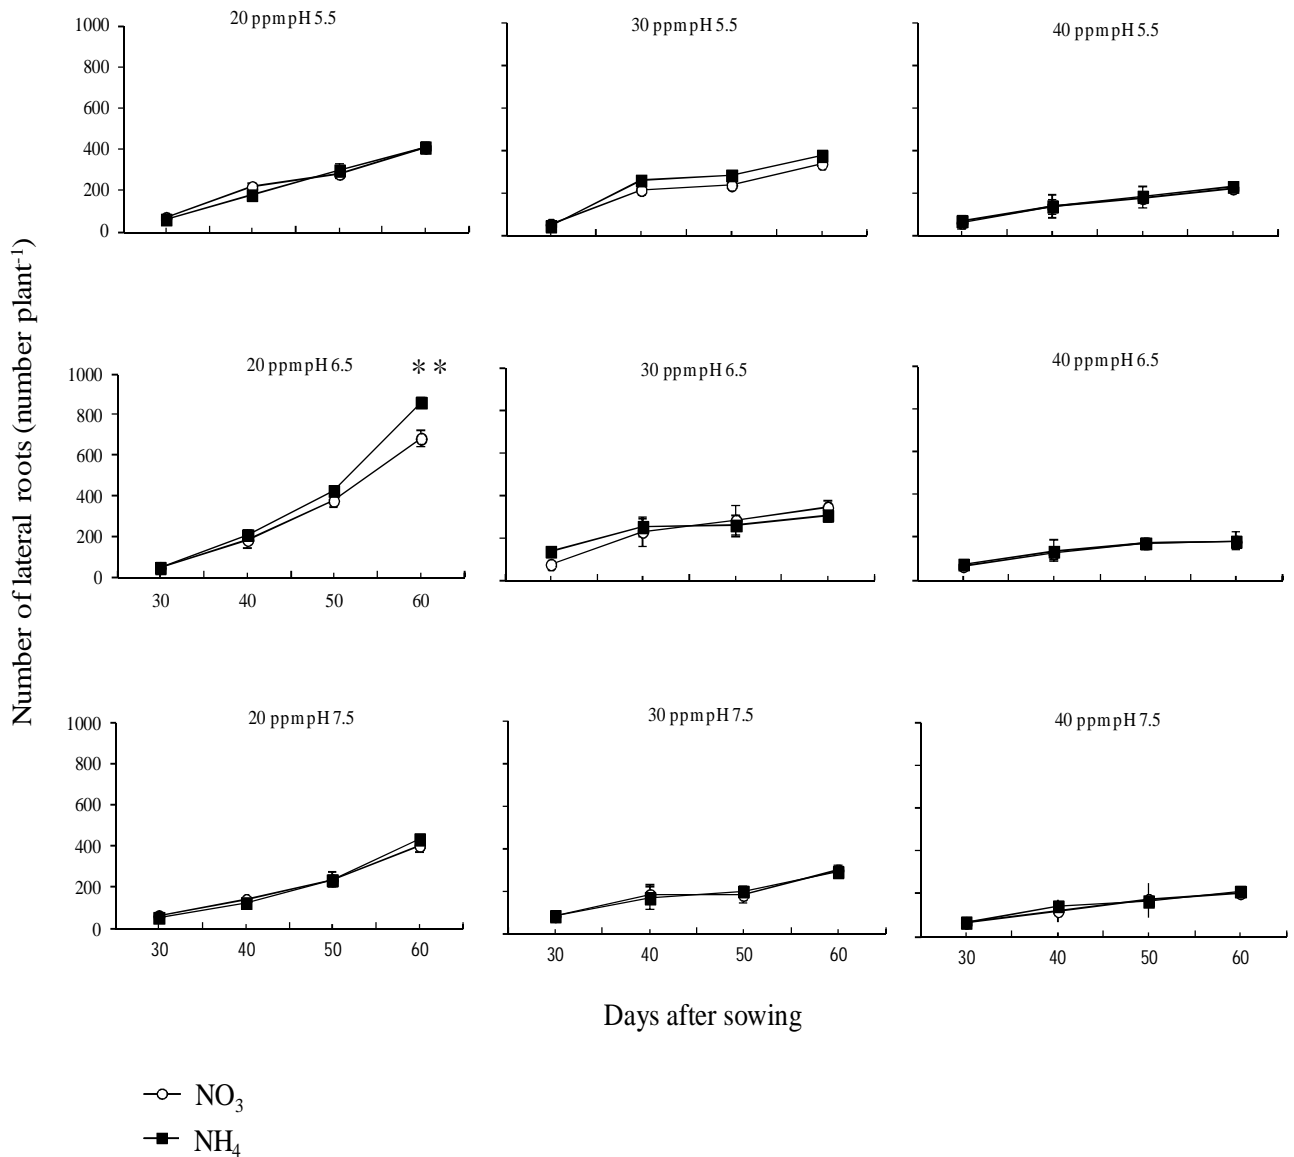 20 ppm pH 5.5
30 ppm pH 5.5
40 ppm pH 5.5
1000
800
600
400
200
0
Number of lateral roots (number plant⁻¹)
20 ppm pH 6.5
**
30 ppm pH 6.5
40 ppm pH 6.5
1000
800
600
400
200
0
30 40 50 60
20 ppm pH 7.5
30 ppm pH 7.5
40 ppm pH 7.5
1000
800
600
400
200
0
30 40 50 60
30 40 50 60
30 40 50 60
Days after sowing
NO₃
NH₄